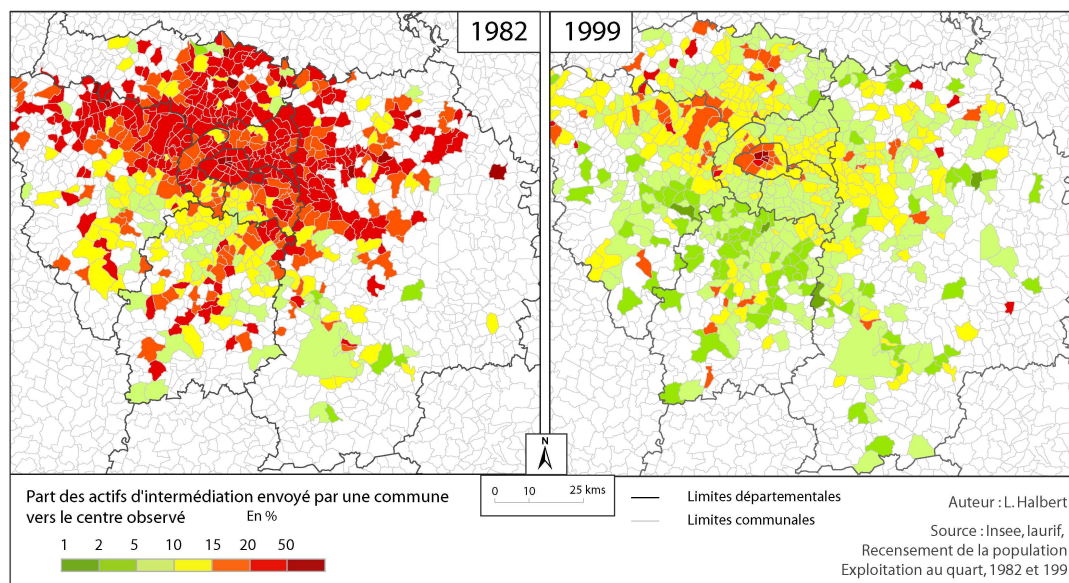 1982
1999
N
Part des actifs d'intermédiation envoyé par une commune
vers le centre observé
En %
1 2 5 10 15 20 50
0 10 25 kms
Limites départementales
Limites communales
Auteur : L. Halbert
Source : Insee, Iaurif,
Recensement de la population
Exploitation au quart, 1982 et 199